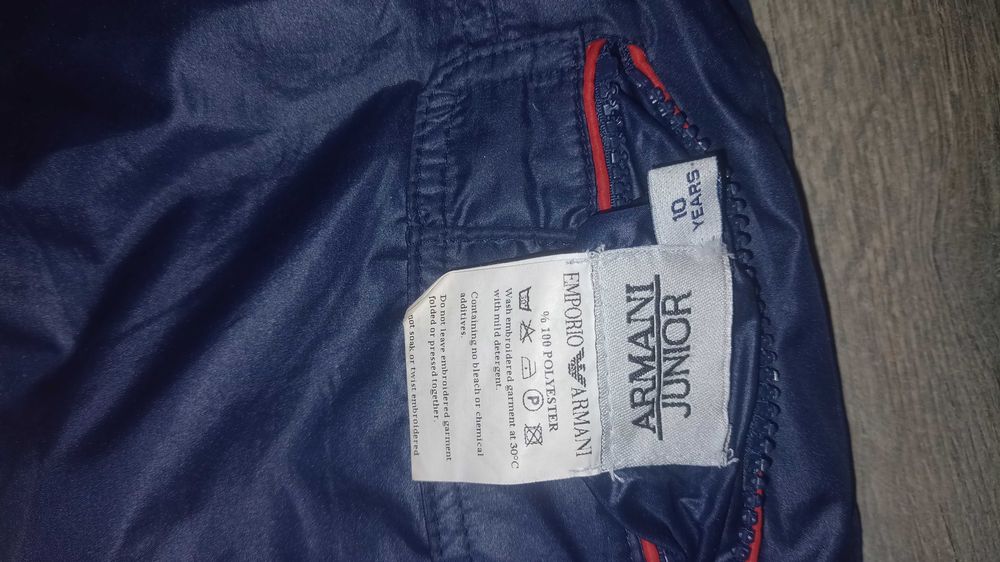 10
YEARS
ARMANI
JUNIOR
EMPORIO ARMANI
% 100 POLYESTER
P
Wash embroidered garment at 30°C
with mild detergent.
Containing no bleach or chemical
additives.
Do not leave embroidered garment
folded or pressed together.
not soak or twist embroidered